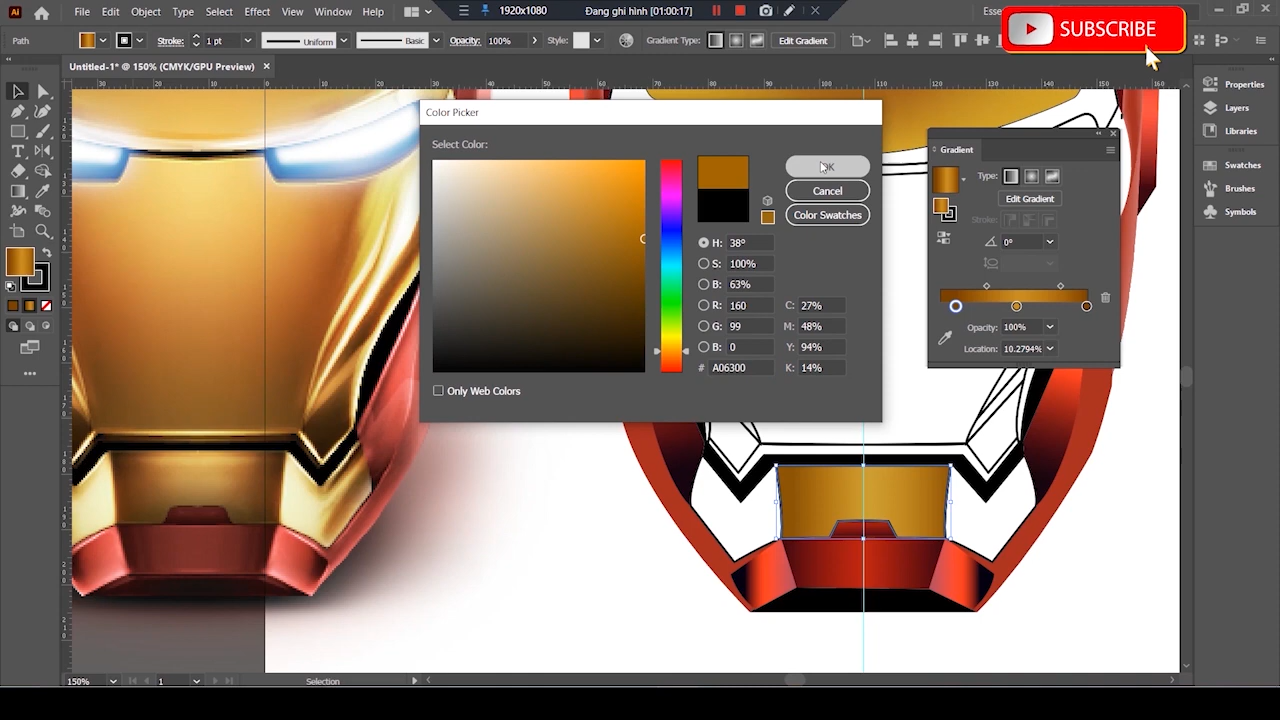 Ai File Edit Object Type Select Effect View Window Help
1920x1080 Đang ghi hình [01:00:17]
SUBSCRIBE
Path Stroke: 1 pt Uniform Basic Opacity: 100% Style: Gradient Type: Edit Gradient
Untitled-1* @ 150% (CMYK/GPU Preview) ×
Color Picker
Select Color:
OK
Cancel
Color Swatches
H: 38°
S: 100%
B: 63%
R: 160 C: 27%
G: 99 M: 48%
B: 0 Y: 94%
# A06300 K: 14%
Only Web Colors
Gradient
Type:
Edit Gradient
Stroke:
0°
Opacity: 100%
Location: 10.2794%
Properties
Layers
Libraries
Swatches
Brushes
Symbols
150% 1 Selection